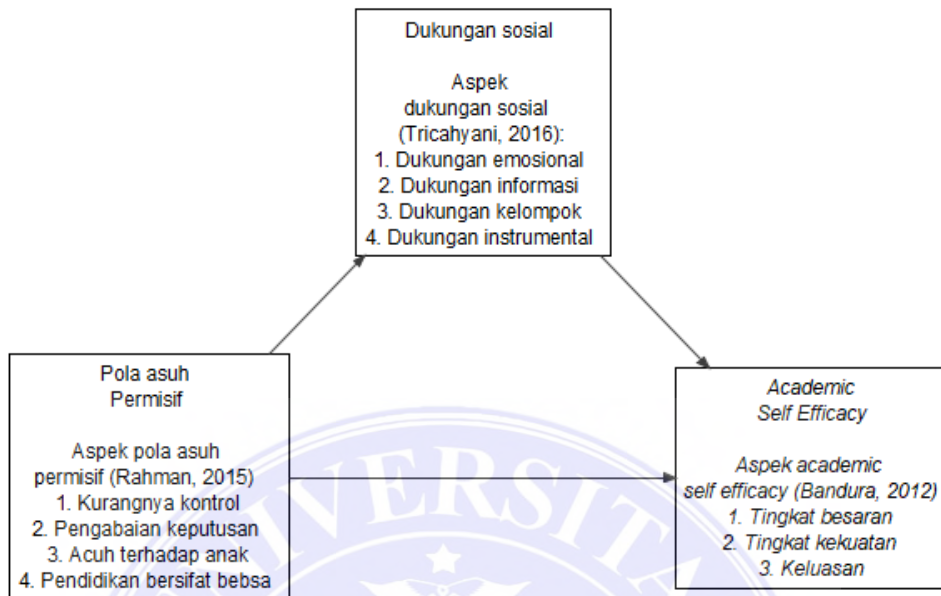 Dukungan sosial
Aspek
dukungan sosial
(Tricahyani, 2016):
1. Dukungan emosional
2. Dukungan informasi
3. Dukungan kelompok
4. Dukungan instrumental
Pola asuh
Permisif
Aspek pola asuh
permisif (Rahman, 2015)
1. Kurangnya kontrol
2. Pengabaian keputusan
3. Acuh terhadap anak
4. Pendidikan bersifat bebsa
Academic
Self Efficacy
Aspek academic
self efficacy (Bandura, 2012)
1. Tingkat besaran
2. Tingkat kekuatan
3. Keluasan